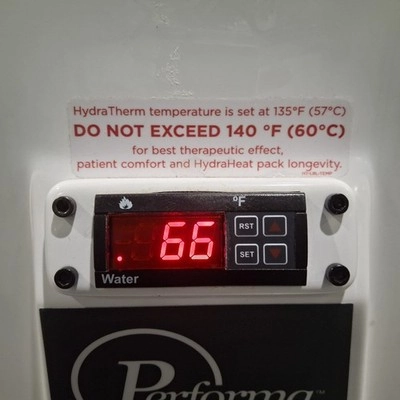 HydraTherm temperature is set at 135°F (57°C)
DO NOT EXCEED 140 °F (60°C)
for best therapeutic effect,
patient comfort and HydraHeat pack longevity.
°F
. 66
RST
SET
Water
Performa™